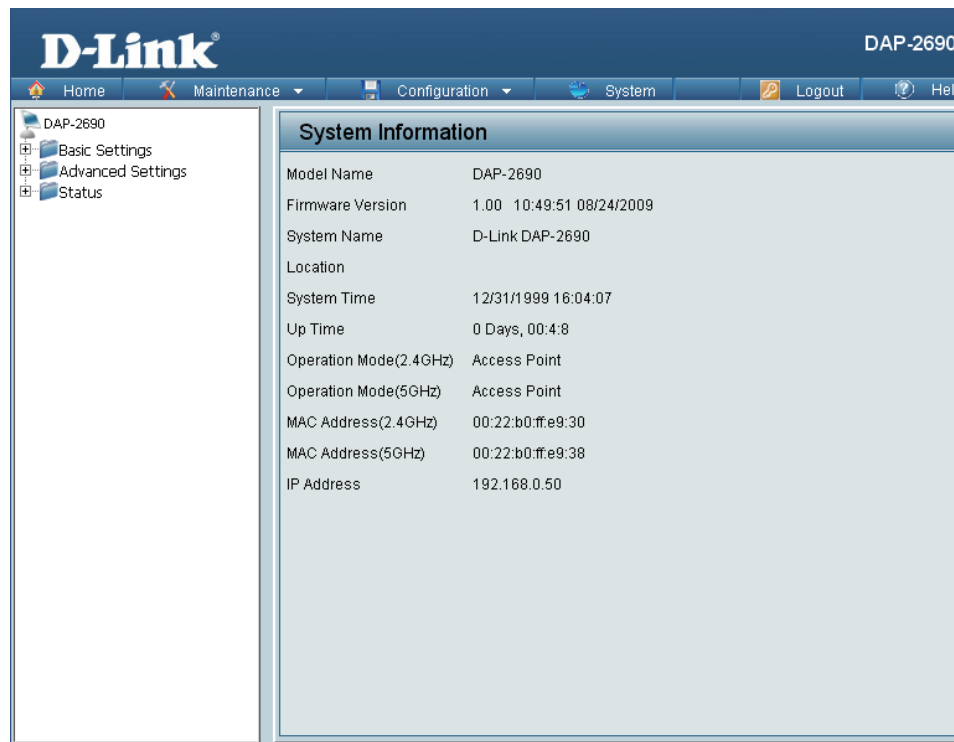 D-Link®
DAP-2690
Home Maintenance Configuration System Logout Hel
DAP-2690
Basic Settings
Advanced Settings
Status
System Information
Model Name DAP-2690
Firmware Version 1.00 10:49:51 08/24/2009
System Name D-Link DAP-2690
Location
System Time 12/31/1999 16:04:07
Up Time 0 Days, 00:4:8
Operation Mode(2.4GHz) Access Point
Operation Mode(5GHz) Access Point
MAC Address(2.4GHz) 00:22:b0:ff:e9:30
MAC Address(5GHz) 00:22:b0:ff:e9:38
IP Address 192.168.0.50